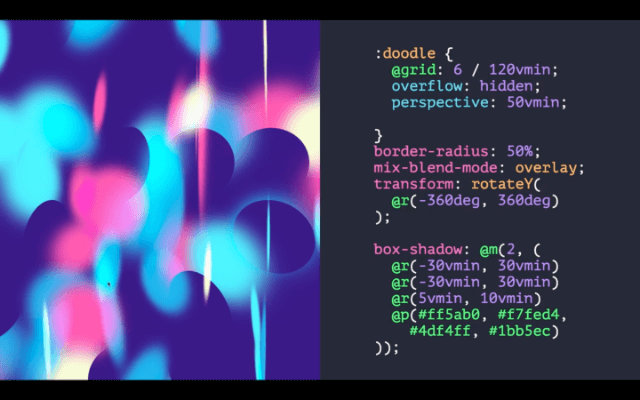 :doodle {
@grid: 6 / 120vmin;
overflow: hidden;
perspective: 50vmin;
}
border-radius: 50%;
mix-blend-mode: overlay;
transform: rotateY(
@r(-360deg, 360deg)
);
box-shadow: @m(2, (
@r(-30vmin, 30vmin)
@r(-30vmin, 30vmin)
@r(5vmin, 10vmin)
@p(#ff5ab0, #f7fed4,
#4df4ff, #1bb5ec)
));